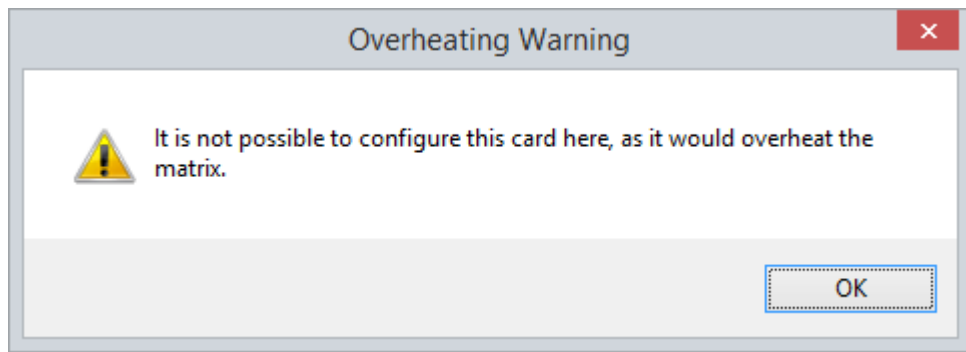 Overheating Warning
It is not possible to configure this card here, as it would overheat the
matrix.
OK